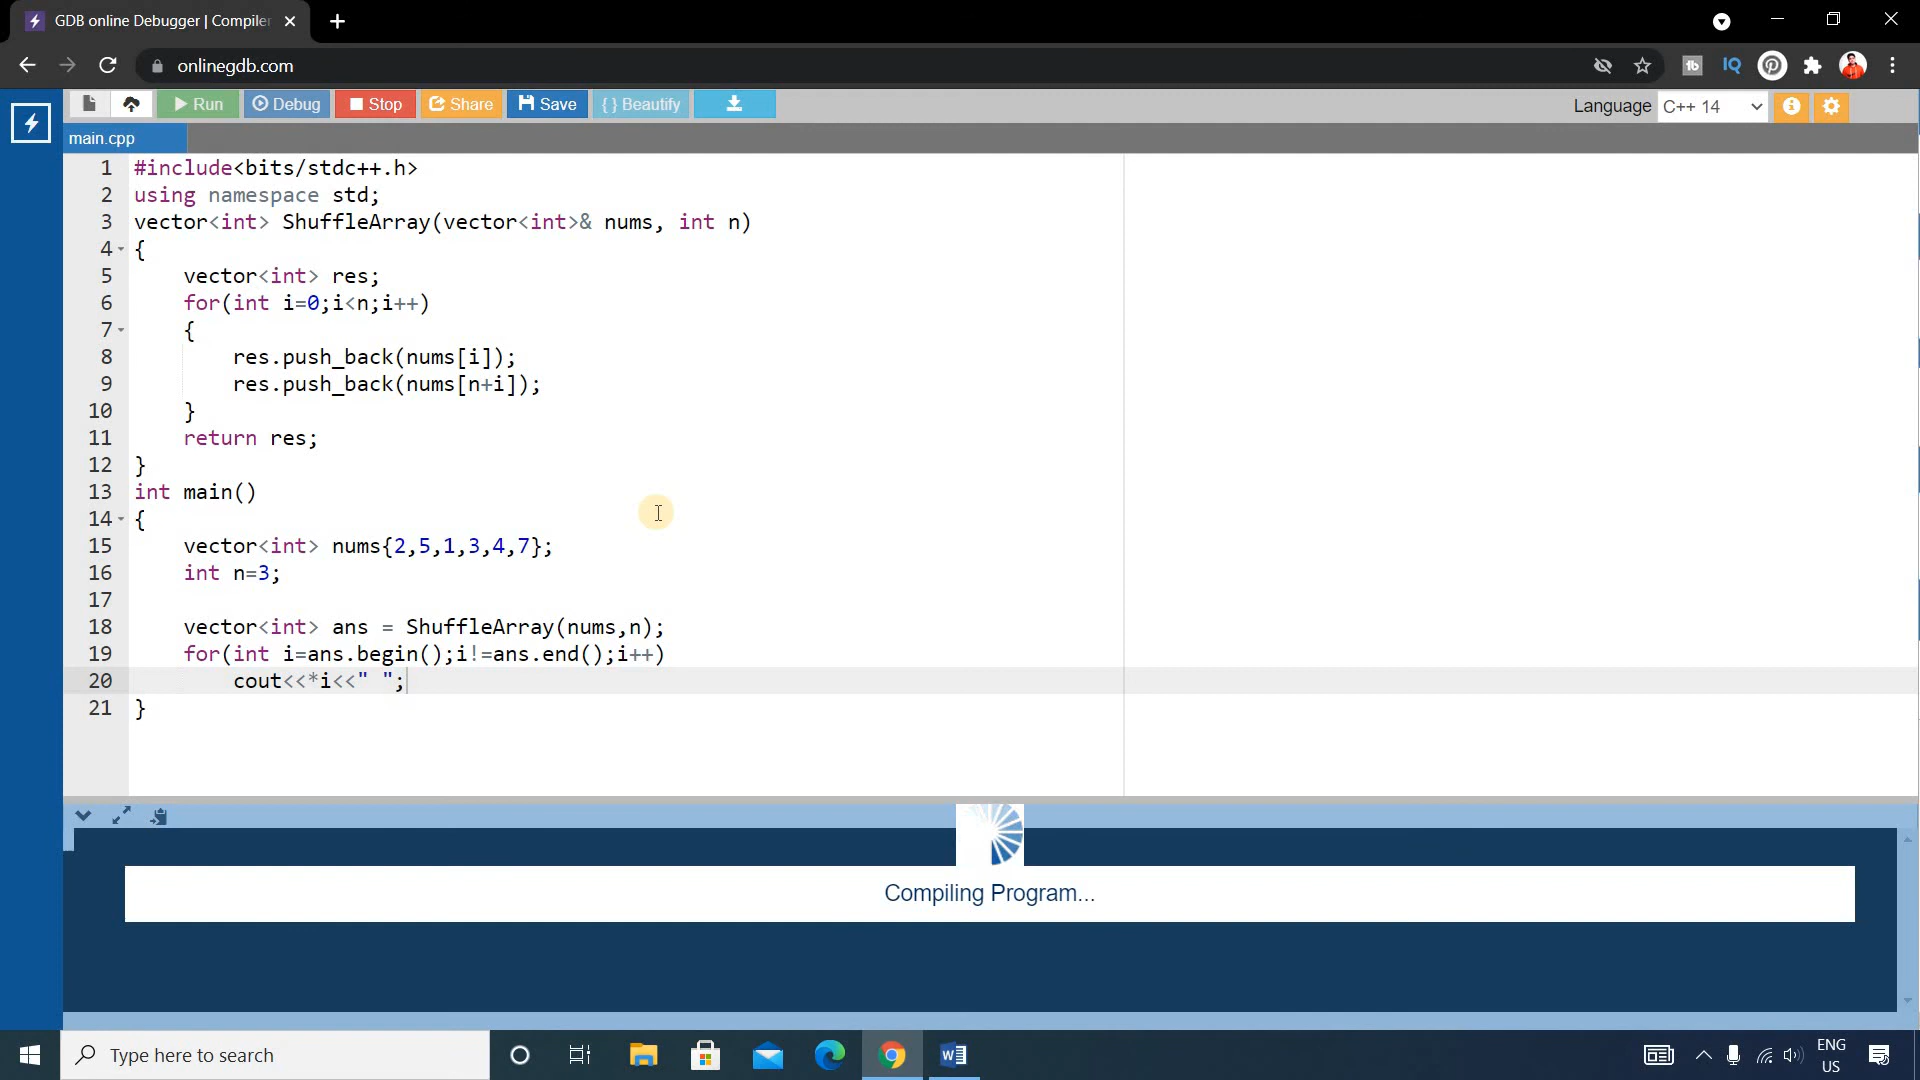 GDB online Debugger | Compiler
onlinegdb.com
Run Debug Stop Share Save { } Beautify Language C++ 14
main.cpp
1 #include<bits/stdc++.h>
2 using namespace std;
3 vector<int> ShuffleArray(vector<int>& nums, int n)
4 {
5 vector<int> res;
6 for(int i=0;i<n;i++)
7 {
8 res.push_back(nums[i]);
9 res.push_back(nums[n+i]);
10 }
11 return res;
12 }
13 int main()
14 {
15 vector<int> nums{2,5,1,3,4,7};
16 int n=3;
17
18 vector<int> ans = ShuffleArray(nums,n);
19 for(int i=ans.begin();i!=ans.end();i++)
20 cout<<*i<<" ";
21 }
Compiling Program...
Type here to search
ENG
US